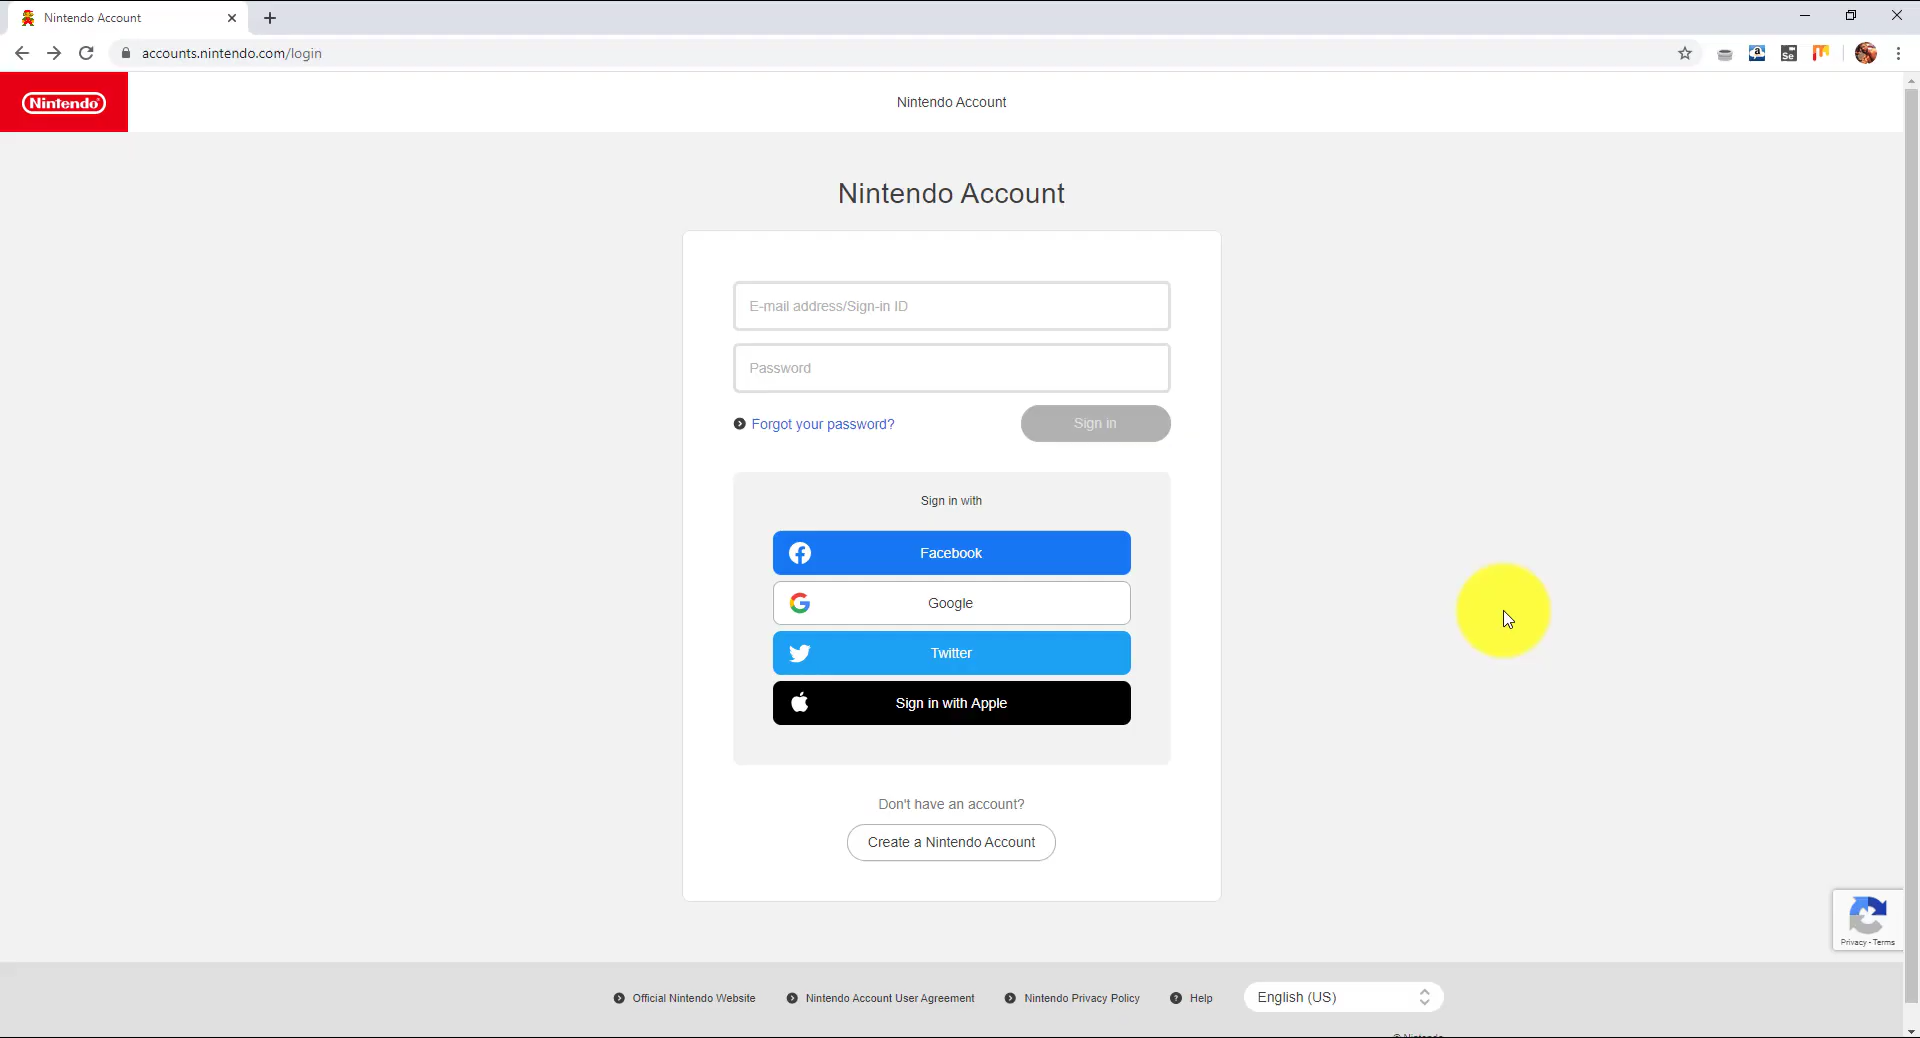 Nintendo Account
accounts.nintendo.com/login
Nintendo
Nintendo Account
Nintendo Account
E-mail address/Sign-in ID
Password
Forgot your password?
Sign in
Sign in with
Facebook
Google
Twitter
Sign in with Apple
Don't have an account?
Create a Nintendo Account
Privacy - Terms
Official Nintendo Website
Nintendo Account User Agreement
Nintendo Privacy Policy
Help
English (US)
© Nintendo